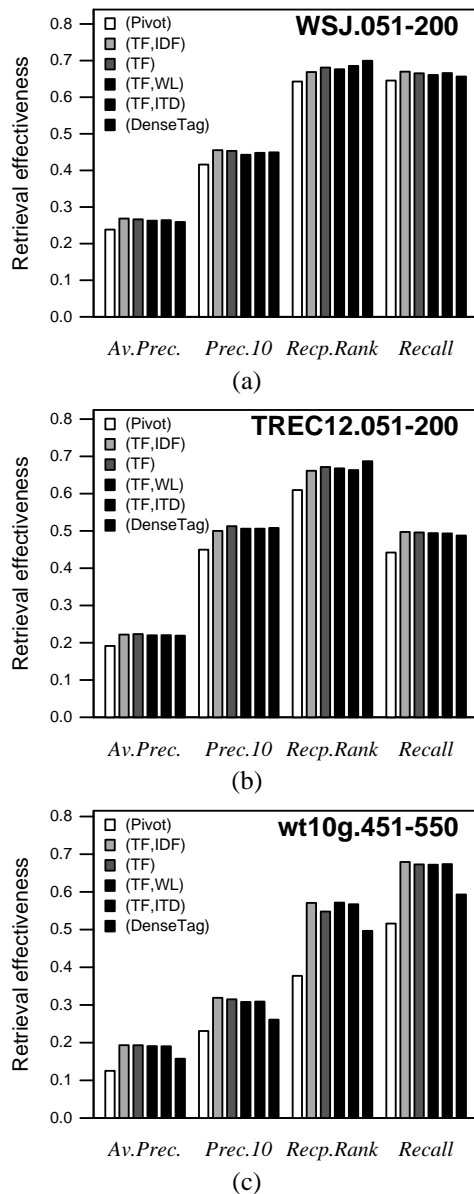 WSJ.051-200
Retrieval effectiveness
0.8
0.7
0.6
0.5
0.4
0.3
0.2
0.1
0.0
(Pivot)
(TF,IDF)
(TF)
(TF,WL)
(TF,ITD)
(DenseTag)
Av.Prec. Prec.10 Recp.Rank Recall
(a)
TREC12.051-200
Retrieval effectiveness
0.8
0.7
0.6
0.5
0.4
0.3
0.2
0.1
0.0
(Pivot)
(TF,IDF)
(TF)
(TF,WL)
(TF,ITD)
(DenseTag)
Av.Prec. Prec.10 Recp.Rank Recall
(b)
wt10g.451-550
Retrieval effectiveness
0.8
0.7
0.6
0.5
0.4
0.3
0.2
0.1
0.0
(Pivot)
(TF,IDF)
(TF)
(TF,WL)
(TF,ITD)
(DenseTag)
Av.Prec. Prec.10 Recp.Rank Recall
(c)